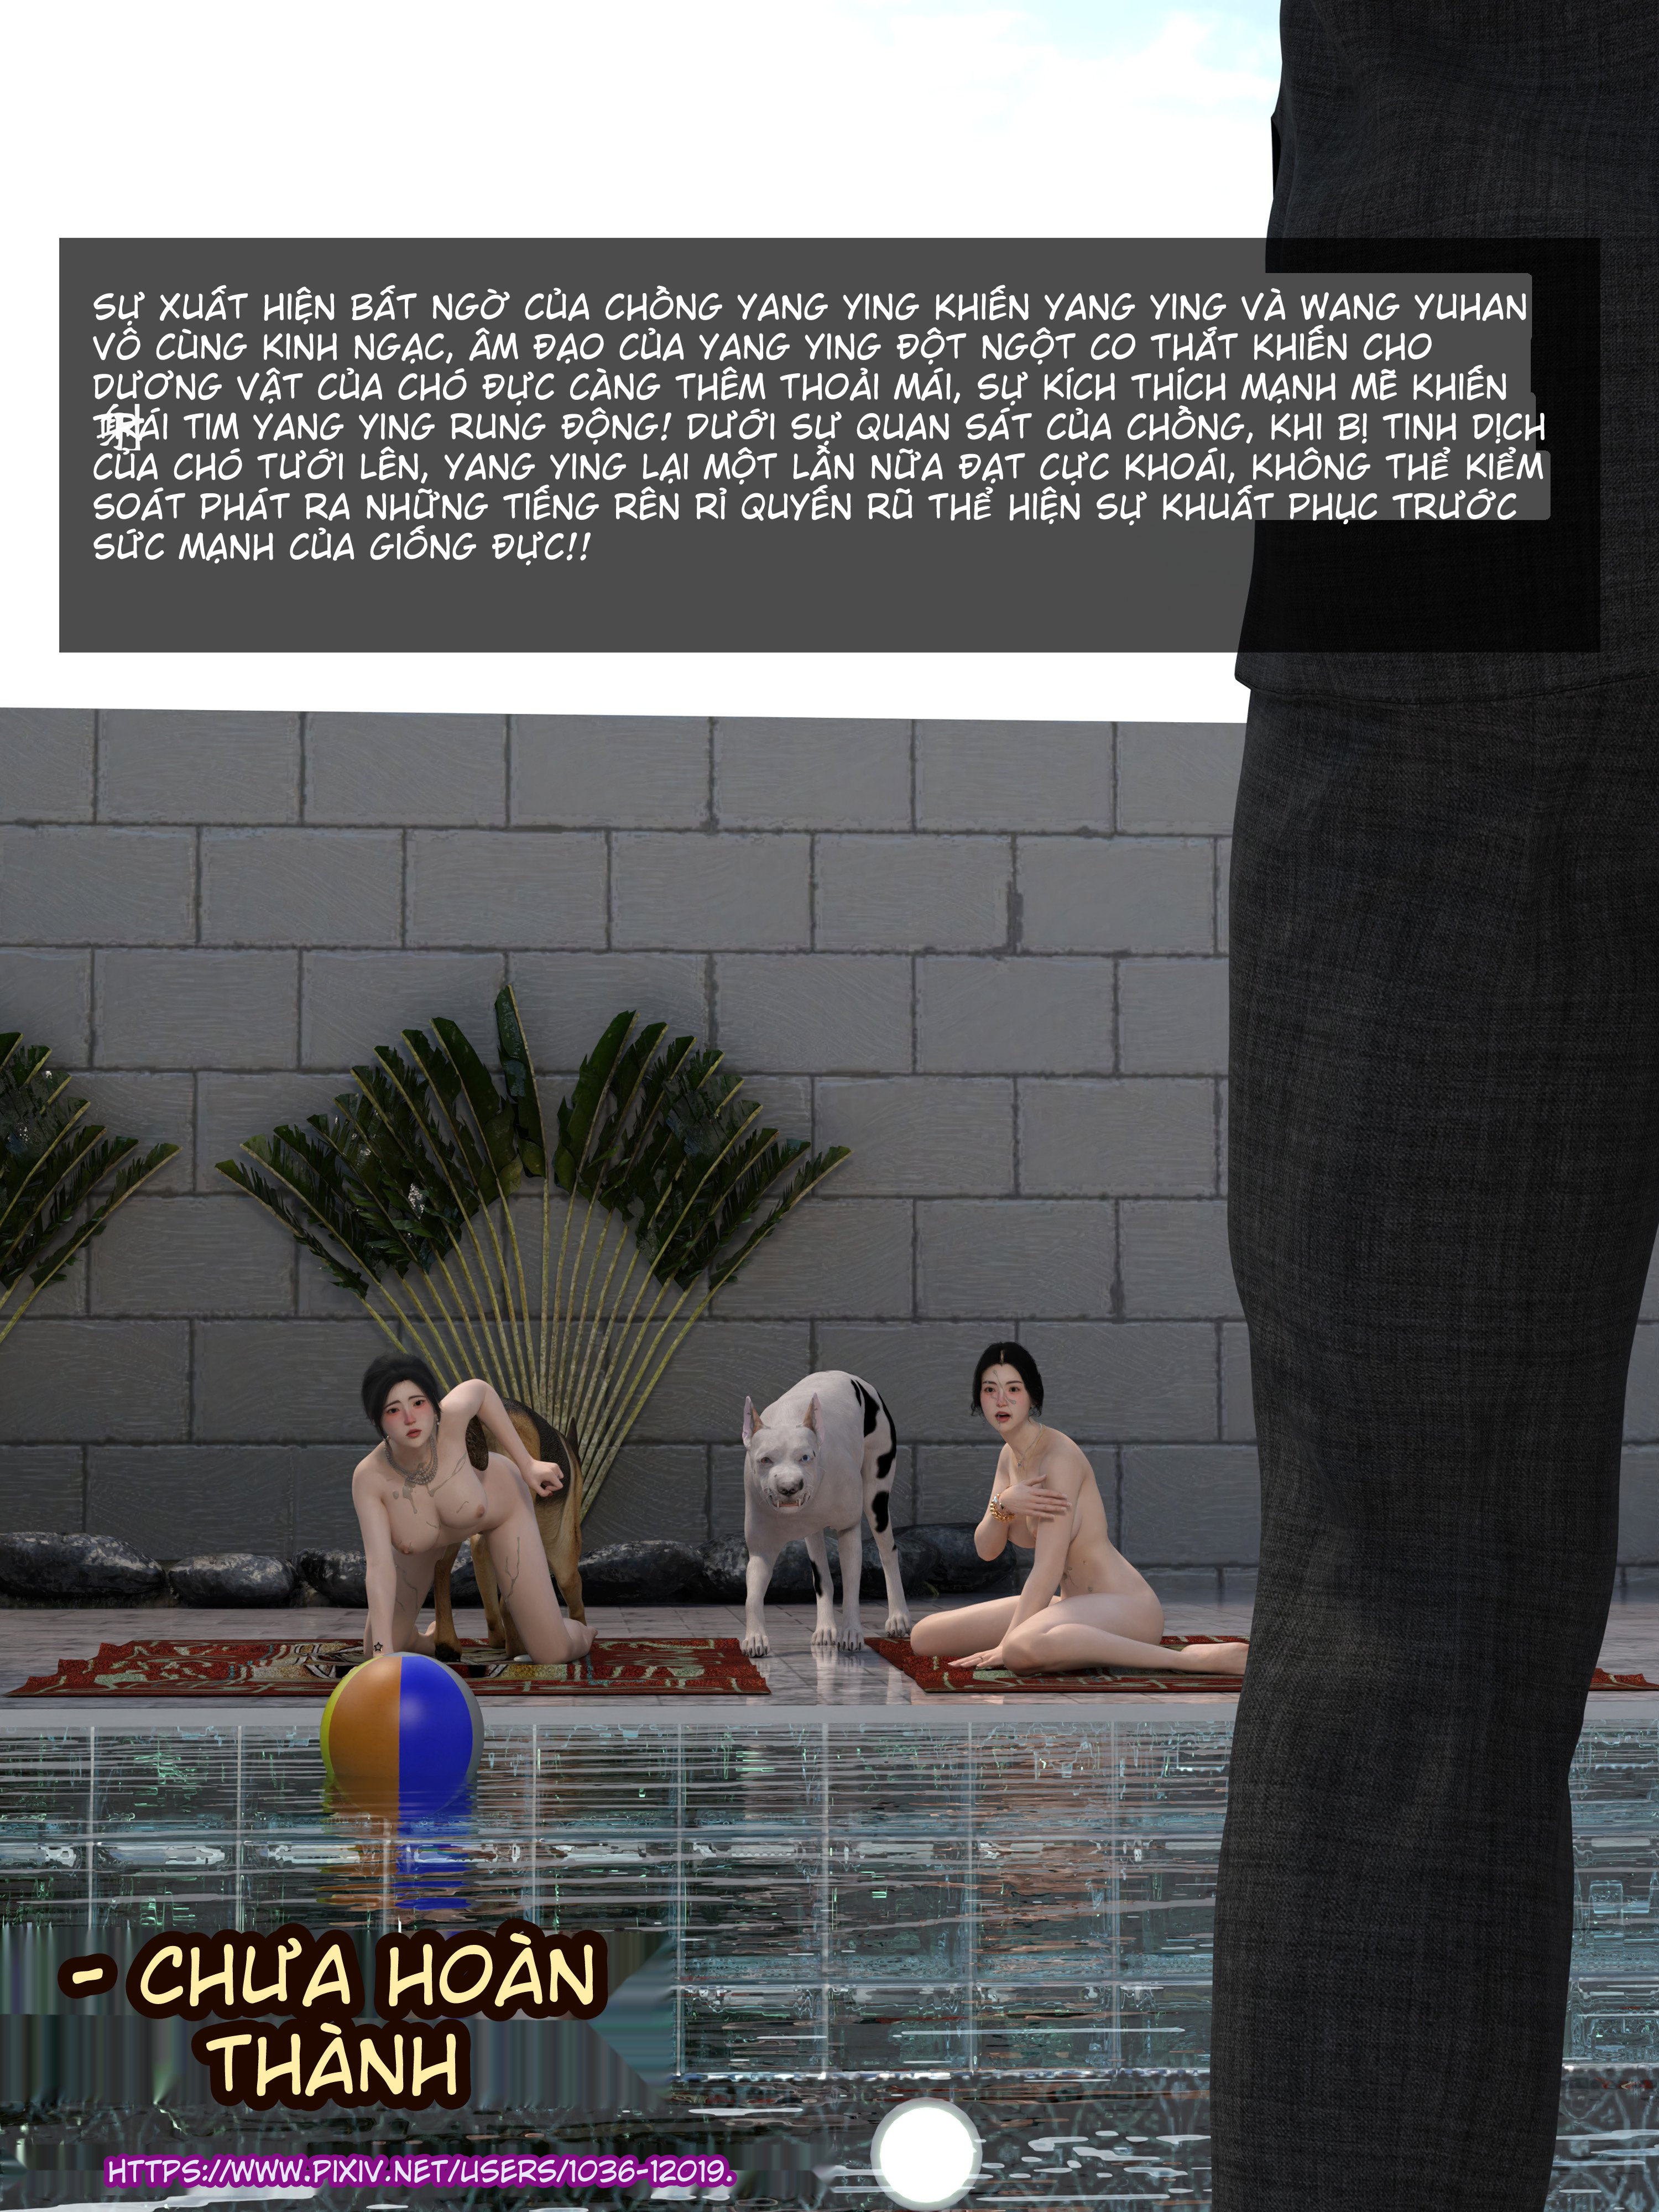 SỰ XUẤT HIỆN BẤT NGỜ CỦA CHỒNG YANG YING KHIẾN YANG YING VÀ WANG YUHAN
VÔ CÙNG KINH NGẠC, ÂM ĐẠO CỦA YANG YING ĐỘT NGỘT CO THẮT KHIẾN CHO
DƯƠNG VẬT CỦA CHÓ ĐỰC CÀNG THÊM THOẢI MÁI, SỰ KÍCH THÍCH MẠNH MẼ KHIẾN
TRÁI TIM YANG YING RUNG ĐỘNG! DƯỚI SỰ QUAN SÁT CỦA CHỒNG, KHI BỊ TINH DỊCH
CỦA CHÓ TƯỚI LÊN, YANG YING LẠI MỘT LẦN NỮA ĐẠT CỰC KHOÁI, KHÔNG THỂ KIỂM
SOÁT PHÁT RA NHỮNG TIẾNG RÊN RỈ QUYẾN RŨ THỂ HIỆN SỰ KHUẤT PHỤC TRƯỚC
SỨC MẠNH CỦA GIỐNG ĐỰC!!
- CHƯA HOÀN
THÀNH
HTTPS://WWW.PIXIV.NET/USERS/1036-12019.